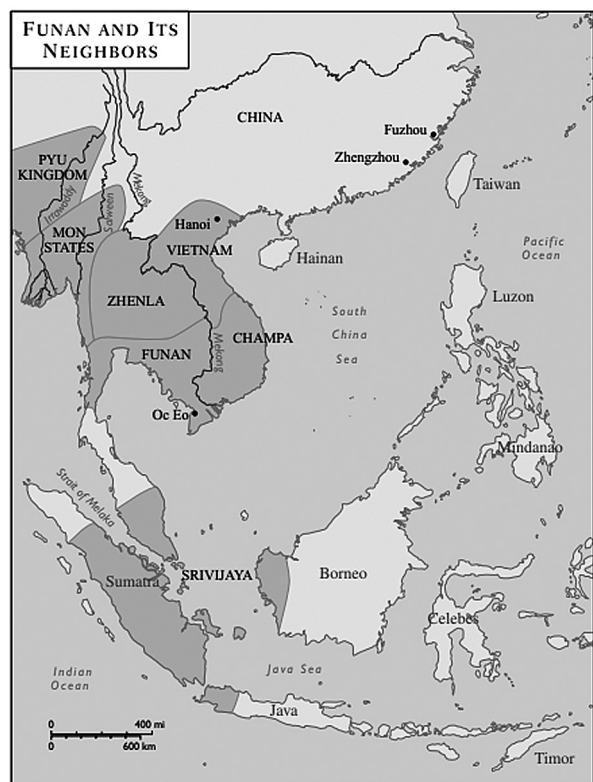 FUNAN AND ITS
NEIGHBORS
CHINA
Fuzhou
Zhengzhou
Taiwan
PYU
KINGDOM
Irrawaddy
Salween
Mekong
MON
STATES
Hanoi
VIETNAM
Hainan
Pacific
Ocean
Luzon
ZHENLA
South
China
Sea
CHAMPA
FUNAN
Mekong
Oc Eo
Mindanao
Strait of Melaka
SRIVIJAYA
Sumatra
Borneo
Celebes
Indian
Ocean
Java Sea
Java
0 400 mi
0 600 km
Timor